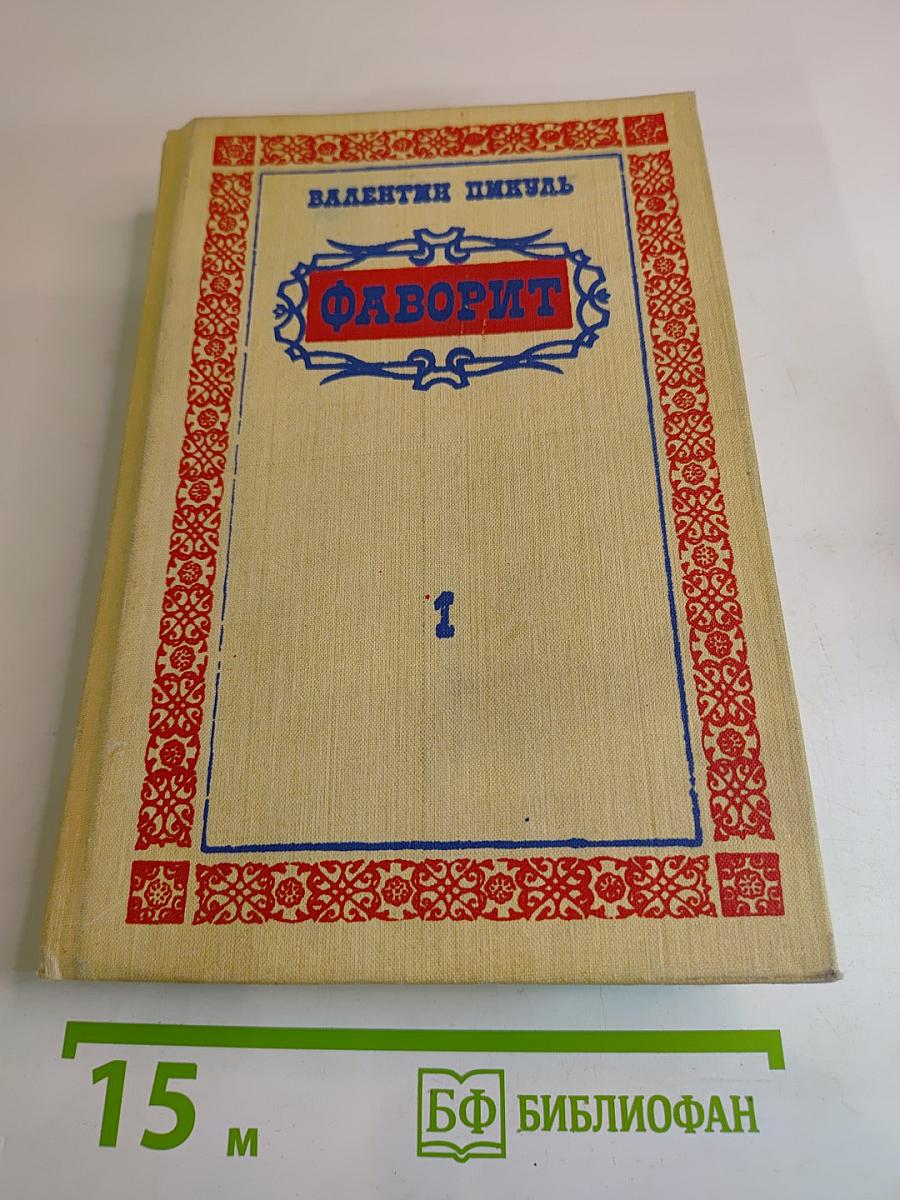 ВАЛЕНТИН ПИКУЛЬ
ФАВОРИТ
1
15 м
БФ БИБЛИОФАН